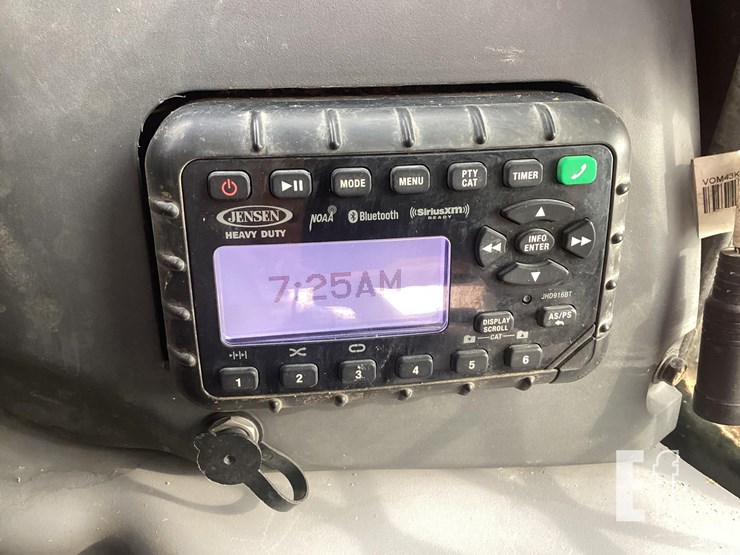 MODE MENU PTY CAT TIMER
JENSEN
HEAVY DUTY
NOAA Bluetooth ((SiriusXM))
READY
INFO
ENTER
7:25AM
JHD916BT
DISPLAY
SCROLL
AS/PS
CAT
1 2 3 4 5 6
VOM43K
Ef